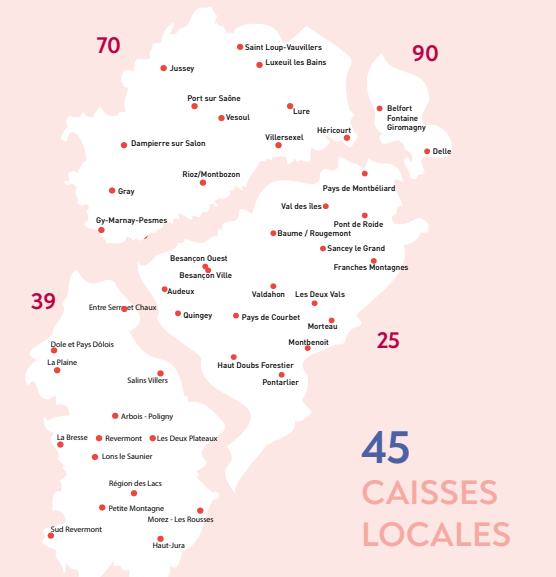 70
Saint Loup-Vauvillers
Luxeuil les Bains
Jussey
90
Port sur Saône
Vesoul
Lure
Belfort
Fontaine
Giromagny
Héricourt
Villersexel
Dampierre sur Salon
Delle
Rioz/Montbozon
Gray
Pays de Montbéliard
Val des îles
Gy-Marnay-Pesmes
Pont de Roide
Baume / Rougemont
Sancey le Grand
Besançon Ouest
Besançon Ville
Franches Montagnes
Audeux
Valdahon
Les Deux Vals
39
Entre Serre et Chaux
Quingey
Pays de Courbet
Morteau
25
Dole et Pays Dôlois
Montbenoit
La Plaine
Haut Doubs Forestier
Salins Villers
Pontarlier
Arbois - Poligny
La Bresse
Revermont
Les Deux Plateaux
45
Lons le Saunier
CAISSES
Région des Lacs
Petite Montagne
Morez - Les Rousses
LOCALES
Sud Revermont
Haut-Jura